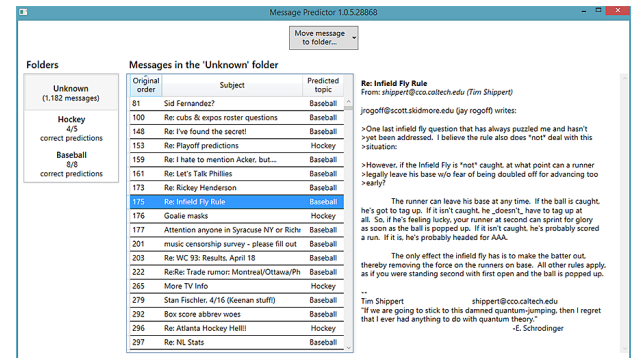 Message Predictor 1.0.5.28868
Move message
to folder...
Folders
Messages in the 'Unknown' folder
Unknown
(1,182 messages)
Hockey
4/5
correct predictions
Baseball
8/8
correct predictions
Original order Subject Predicted topic
81 Sid Fernandez? Baseball
100 Re: cubs & expos roster questions Baseball
148 Re: I've found the secret! Baseball
153 Re: Playoff predictions Hockey
159 Re: I hate to mention Acker, but.... Baseball
161 Re: Let's Talk Phillies Baseball
173 Re: Rickey Henderson Baseball
175 Re: Infield Fly Rule Baseball
176 Goalie masks Hockey
177 Attention anyone in Syracuse NY or Riche Baseball
201 music censorship survey - please fill out Baseball
203 Re: WC 93: Results, April 18 Baseball
222 Re:Re: Trade rumor: Montreal/Ottawa/Ph Baseball
265 More TV Info Hockey
279 Stan Fischler, 4/16 (Keenan stuff!) Baseball
292 Box score abbrev woes Baseball
296 Re: Atlanta Hockey Hell!! Hockey
297 Re: NL Stats Baseball
Re: Infield Fly Rule
From: shippert@cco.caltech.edu (Tim Shippert)
jrogoff@scott.skidmore.edu (jay rogoff) writes:
>One last infield fly question that has always puzzled me and hasn't
>yet been addressed. I believe the rule also does *not* deal with this
>situation:
>However, if the Infield Fly is *not* caught, at what point can a runner
>legally leave his base w/o fear of being doubled off for advancing too
>early?
The runner can leave his base at any time. If the ball is caught,
he's got to tag up. If it isn't caught, he _doesn't_ have to tag up at
all. So, if he's feeling lucky, your runner at second can sprint for glory
as soon as the ball is popped up. If it isn't caught, he's probably scored
a run. If it is, he's probably headed for AAA.
The only effect the infield fly has is to make the batter out,
thereby removing the force on the runners on base. All other rules apply,
as if you were standing second with first open and the ball is popped up.
--
Tim Shippert shippert@cco.caltech.edu
"If we are going to stick to this damned quantum-jumping, then I regret
that I ever had anything to do with quantum theory."
-E. Schrodinger